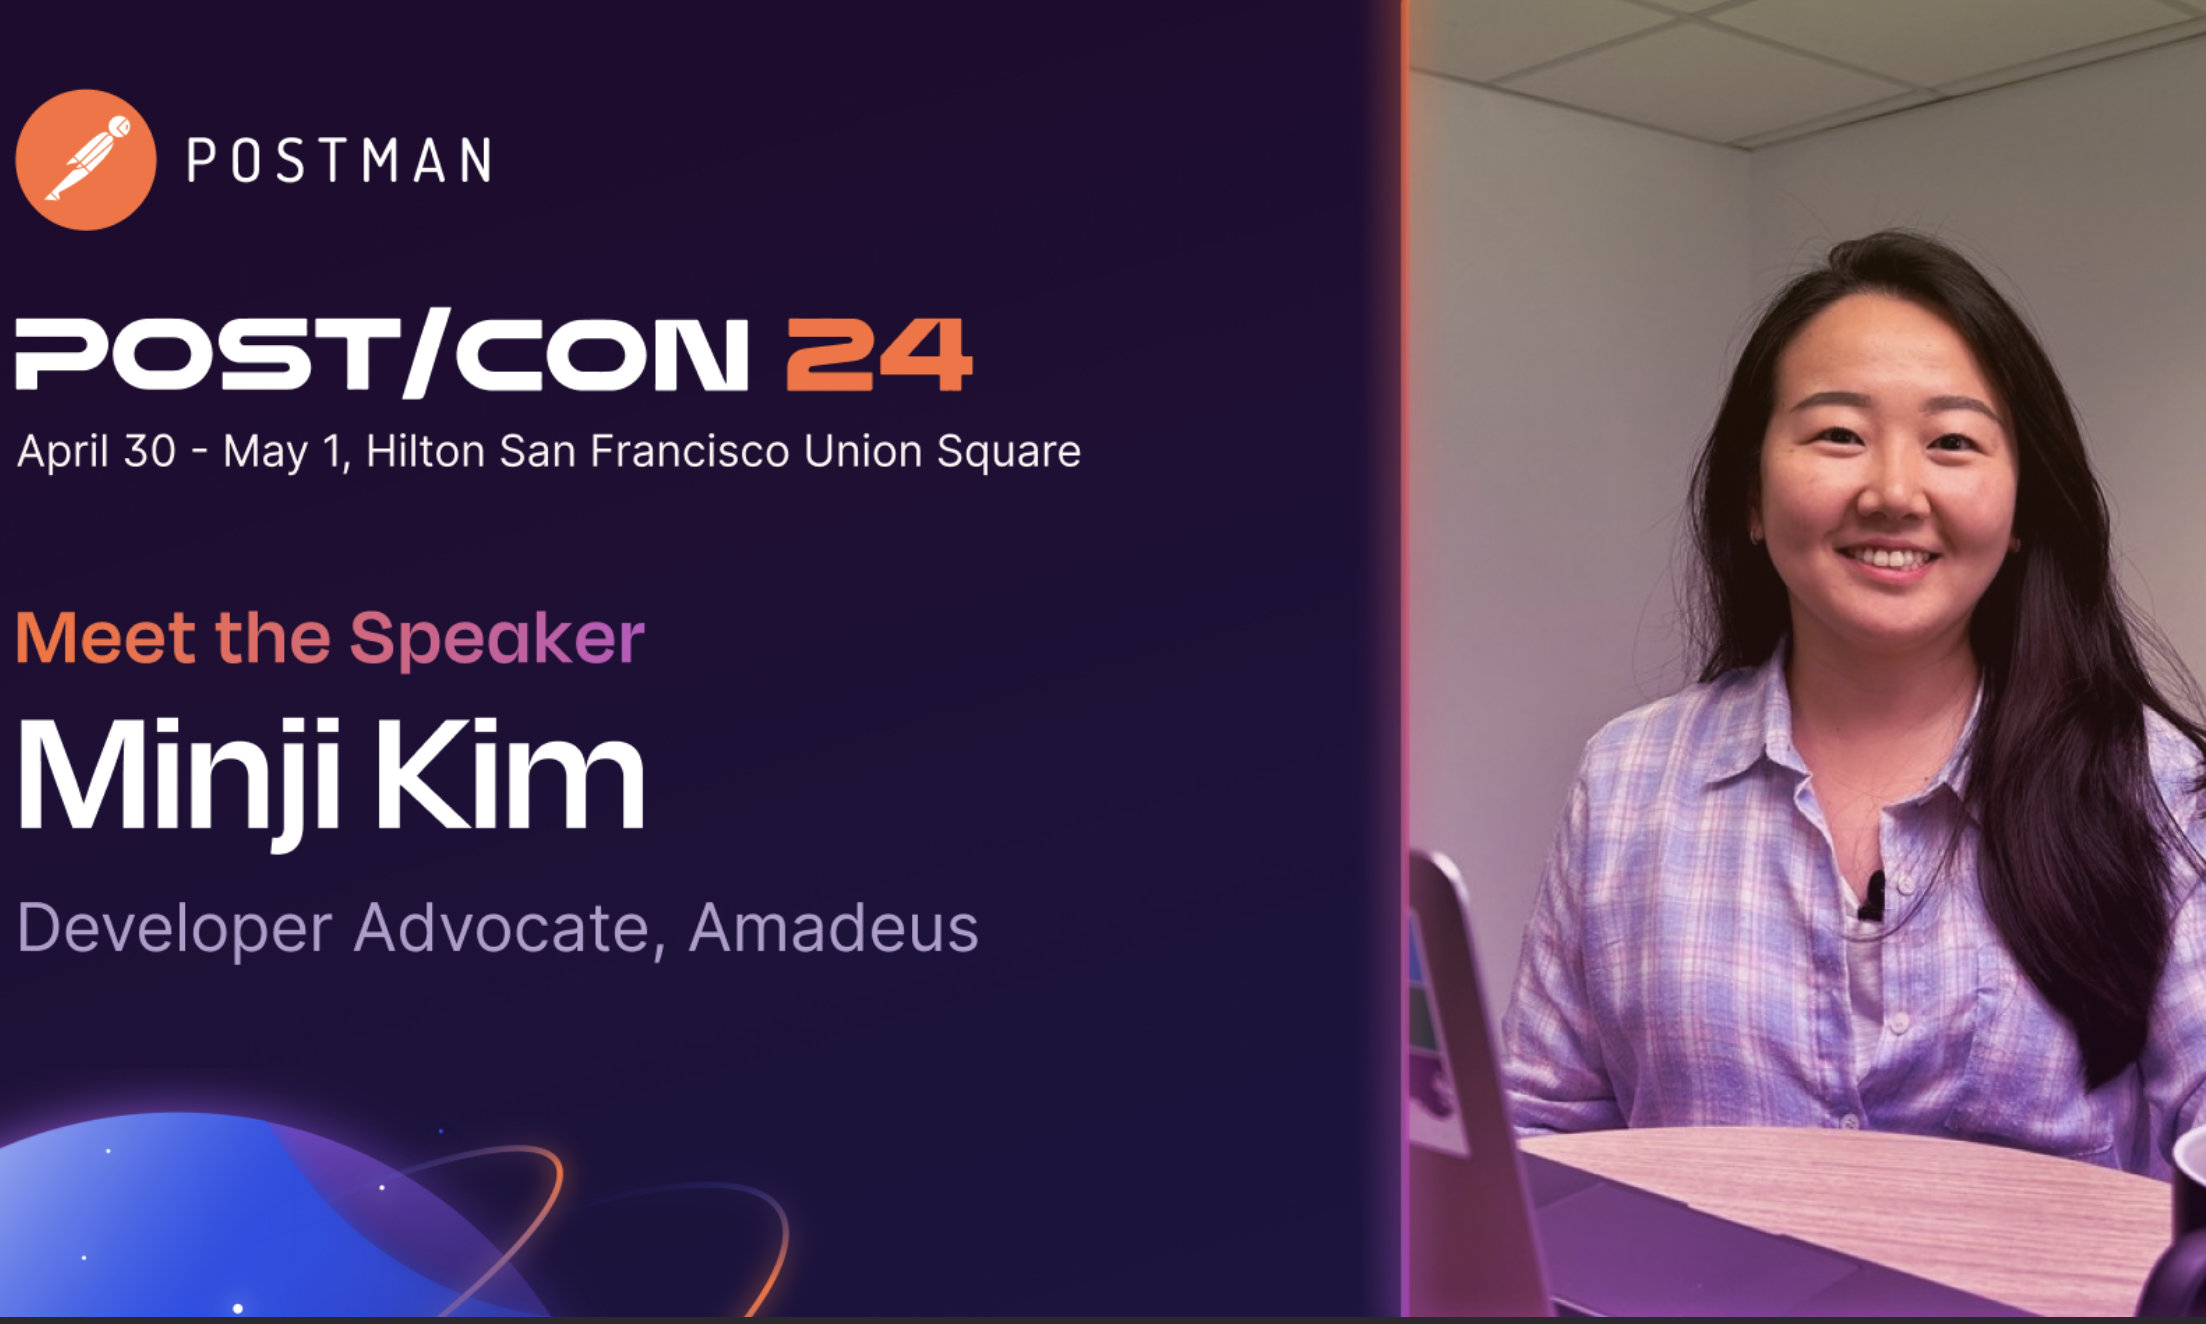 POSTMAN
POST/CON 24
April 30 - May 1, Hilton San Francisco Union Square
Meet the Speaker
Minji Kim
Developer Advocate, Amadeus